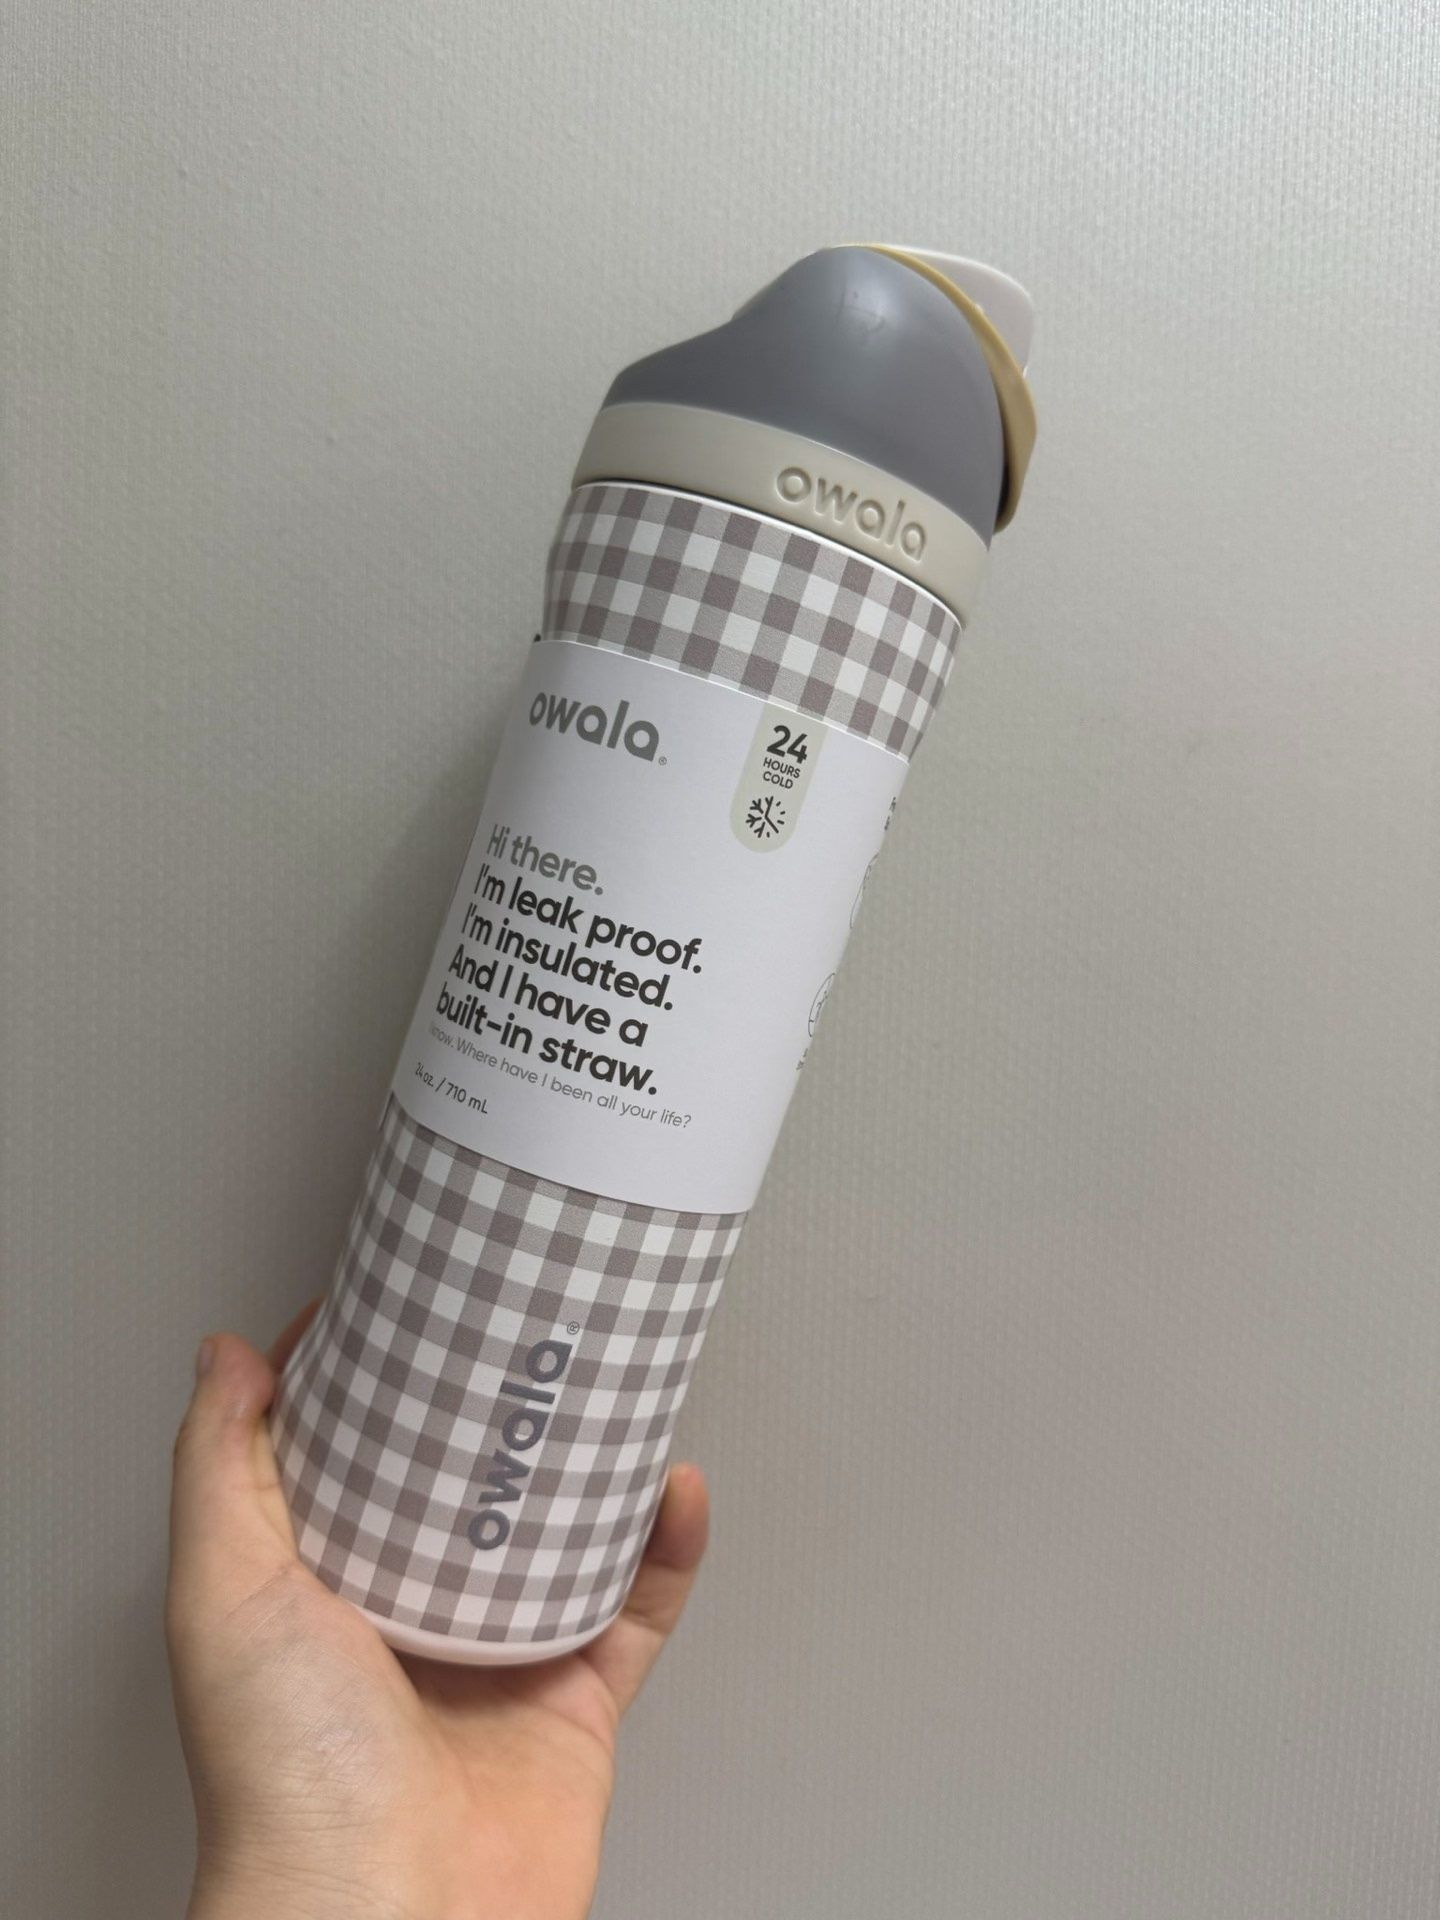 owala
owala®
24
HOURS
COLD
Hi there.
I'm leak proof.
I'm insulated.
And I have a
built-in straw.
know. Where have I been all your life?
24 oz. / 710 mL
owala®